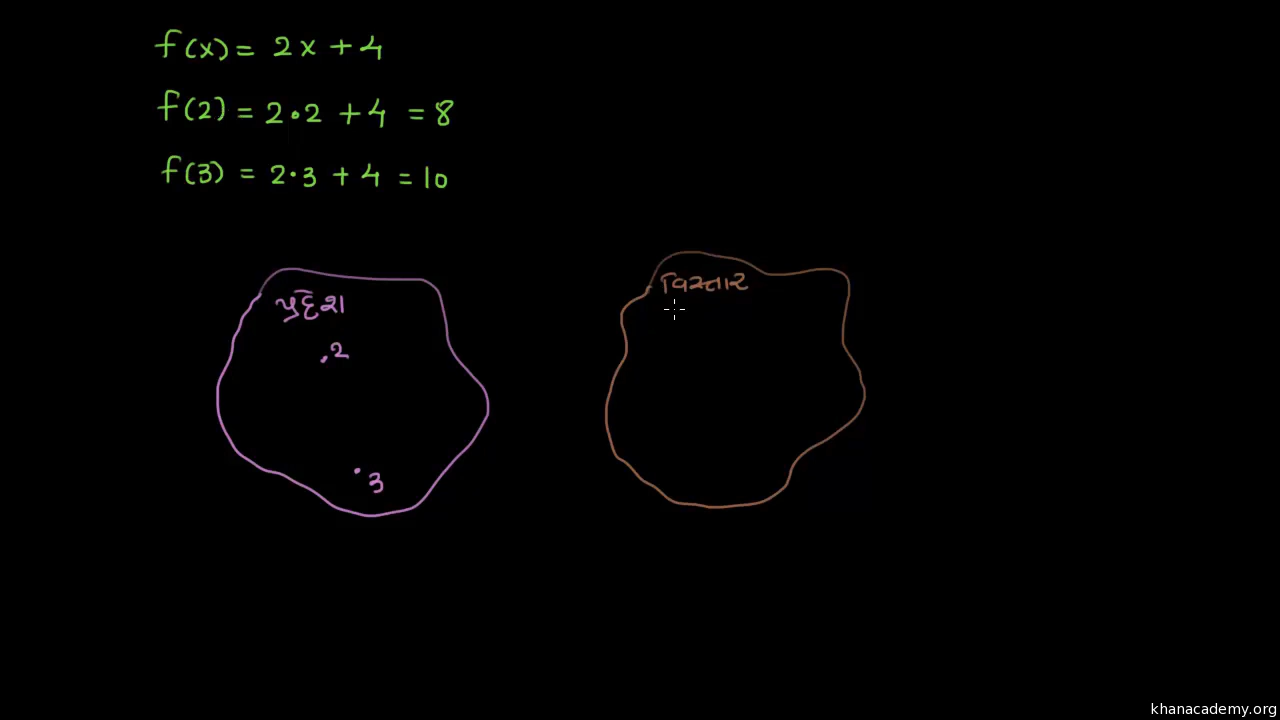 f(x) = 2x + 4
f(2) = 2·2 + 4 = 8
f(3) = 2·3 + 4 = 10
પ્રદેશ
વિસ્તાર
.2
.3
khanacademy.org